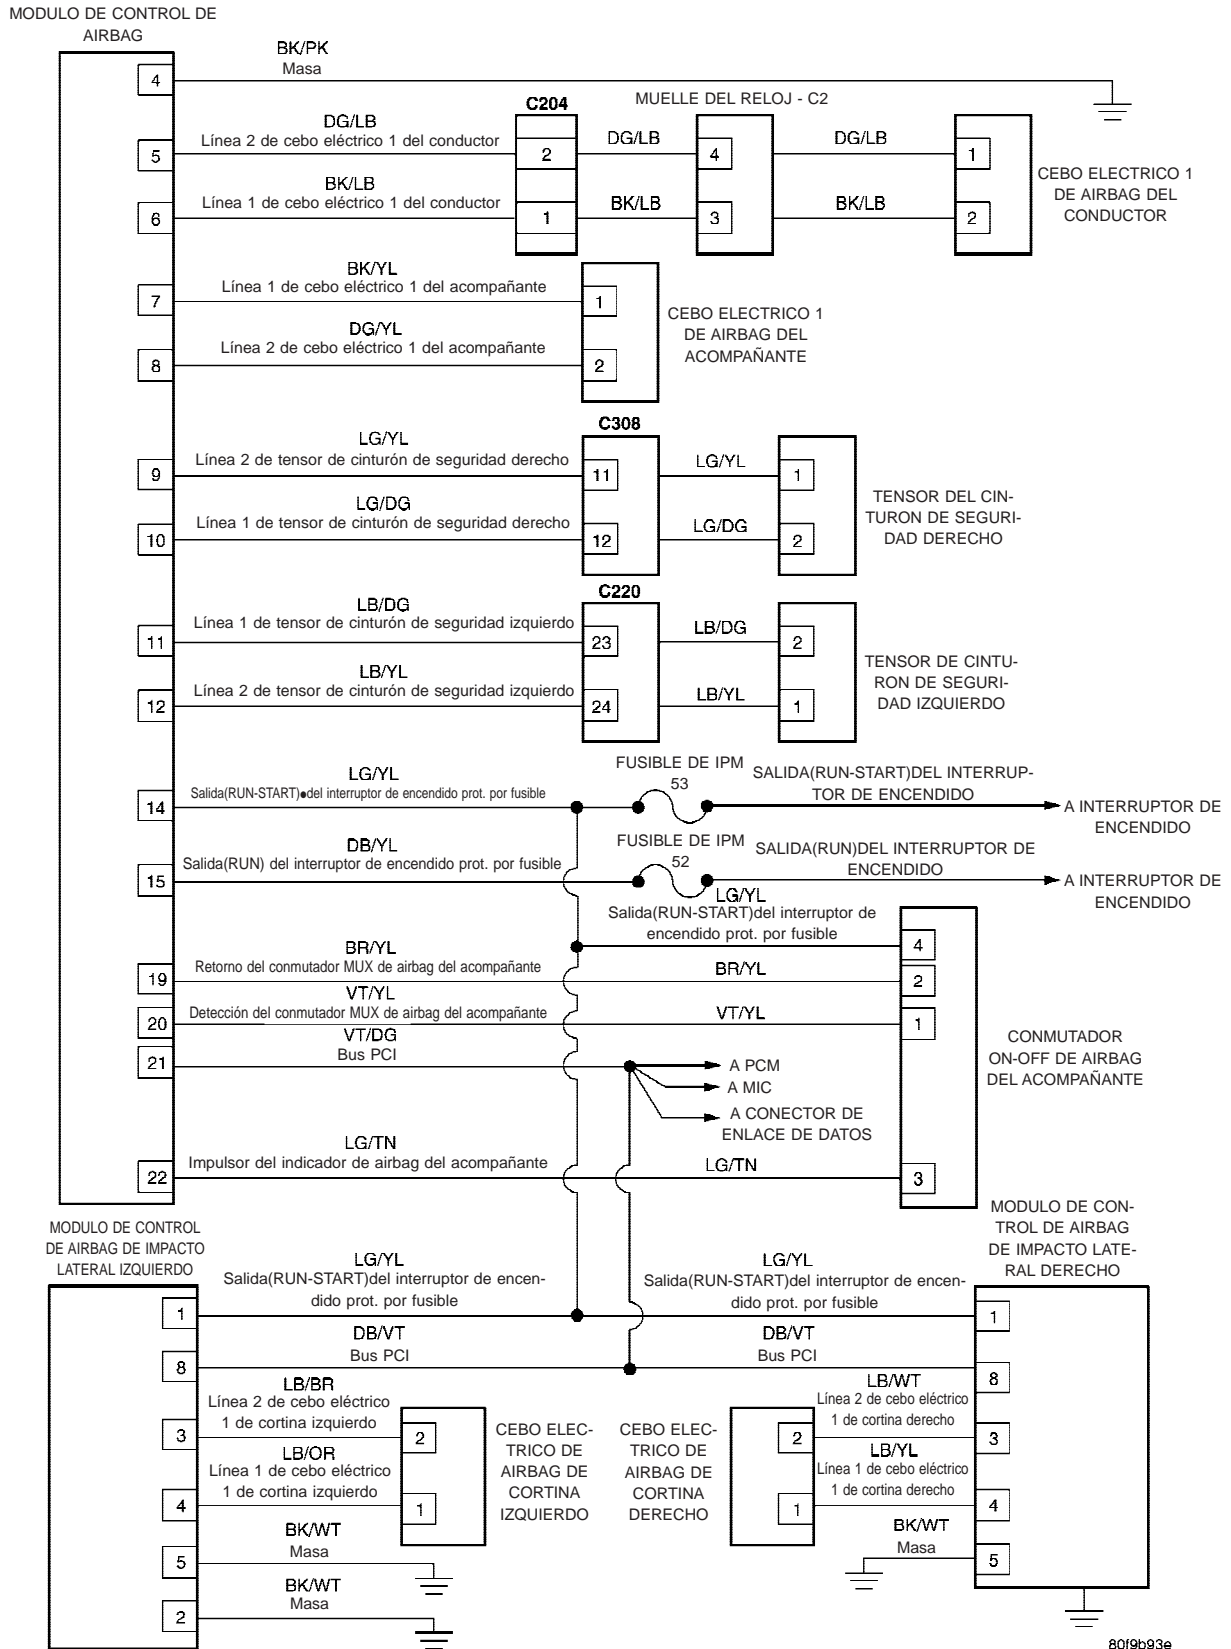 MODULO DE CONTROL DE
AIRBAG
BK/PK
Masa
4
MUELLE DEL RELOJ - C2
C204
DG/LB
Línea 2 de cebo eléctrico 1 del conductor
5
2
DG/LB
4
DG/LB
1
BK/LB
Línea 1 de cebo eléctrico 1 del conductor
6
1
BK/LB
3
BK/LB
2
CEBO ELECTRICO 1
DE AIRBAG DEL
CONDUCTOR
BK/YL
Línea 1 de cebo eléctrico 1 del acompañante
7
1
DG/YL
Línea 2 de cebo eléctrico 1 del acompañante
8
2
CEBO ELECTRICO 1
DE AIRBAG DEL
ACOMPAÑANTE
C308
LG/YL
Línea 2 de tensor de cinturón de seguridad derecho
9
11
LG/YL
1
LG/DG
Línea 1 de tensor de cinturón de seguridad derecho
10
12
LG/DG
2
TENSOR DEL CIN-
TURON DE SEGURI-
DAD DERECHO
C220
LB/DG
Línea 1 de tensor de cinturón de seguridad izquierdo
11
23
LB/DG
2
LB/YL
Línea 2 de tensor de cinturón de seguridad izquierdo
12
24
LB/YL
1
TENSOR DE CINTU-
RON DE SEGURI-
DAD IZQUIERDO
LG/YL
Salida(RUN-START)●del interruptor de encendido prot. por fusible
14
FUSIBLE DE IPM
53
SALIDA(RUN-START)DEL INTERRUP-
TOR DE ENCENDIDO
A INTERRUPTOR DE
ENCENDIDO
DB/YL
Salida(RUN) del interruptor de encendido prot. por fusible
15
FUSIBLE DE IPM
52
SALIDA(RUN)DEL INTERRUPTOR DE
ENCENDIDO
A INTERRUPTOR DE
ENCENDIDO
LG/YL
Salida(RUN-START)del interruptor de
encendido prot. por fusible
4
BR/YL
Retorno del conmutador MUX de airbag del acompañante
19
BR/YL
2
VT/YL
Detección del conmutador MUX de airbag del acompañante
20
VT/YL
1
VT/DG
Bus PCI
21
A PCM
A MIC
A CONECTOR DE
ENLACE DE DATOS
CONMUTADOR
ON-OFF DE AIRBAG
DEL ACOMPAÑANTE
LG/TN
Impulsor del indicador de airbag del acompañante
22
LG/TN
3
MODULO DE CONTROL
DE AIRBAG DE IMPACTO
LATERAL IZQUIERDO
MODULO DE CON-
TROL DE AIRBAG
DE IMPACTO LATE-
RAL DERECHO
LG/YL
Salida(RUN-START)del interruptor de encen-
dido prot. por fusible
1
LG/YL
Salida(RUN-START)del interruptor de encen-
dido prot. por fusible
1
DB/VT
Bus PCI
8
DB/VT
Bus PCI
8
LB/BR
Línea 2 de cebo eléctrico
1 de cortina izquierdo
3
2
LB/OR
Línea 1 de cebo eléctrico
1 de cortina izquierdo
4
1
CEBO ELEC-
TRICO DE
AIRBAG DE
CORTINA
IZQUIERDO
CEBO ELEC-
TRICO DE
AIRBAG DE
CORTINA
DERECHO
LB/WT
Línea 2 de cebo eléctrico
1 de cortina derecho
2
3
LB/YL
Línea 1 de cebo eléctrico
1 de cortina derecho
1
4
BK/WT
Masa
5
BK/WT
Masa
5
BK/WT
Masa
2
80f9b93e